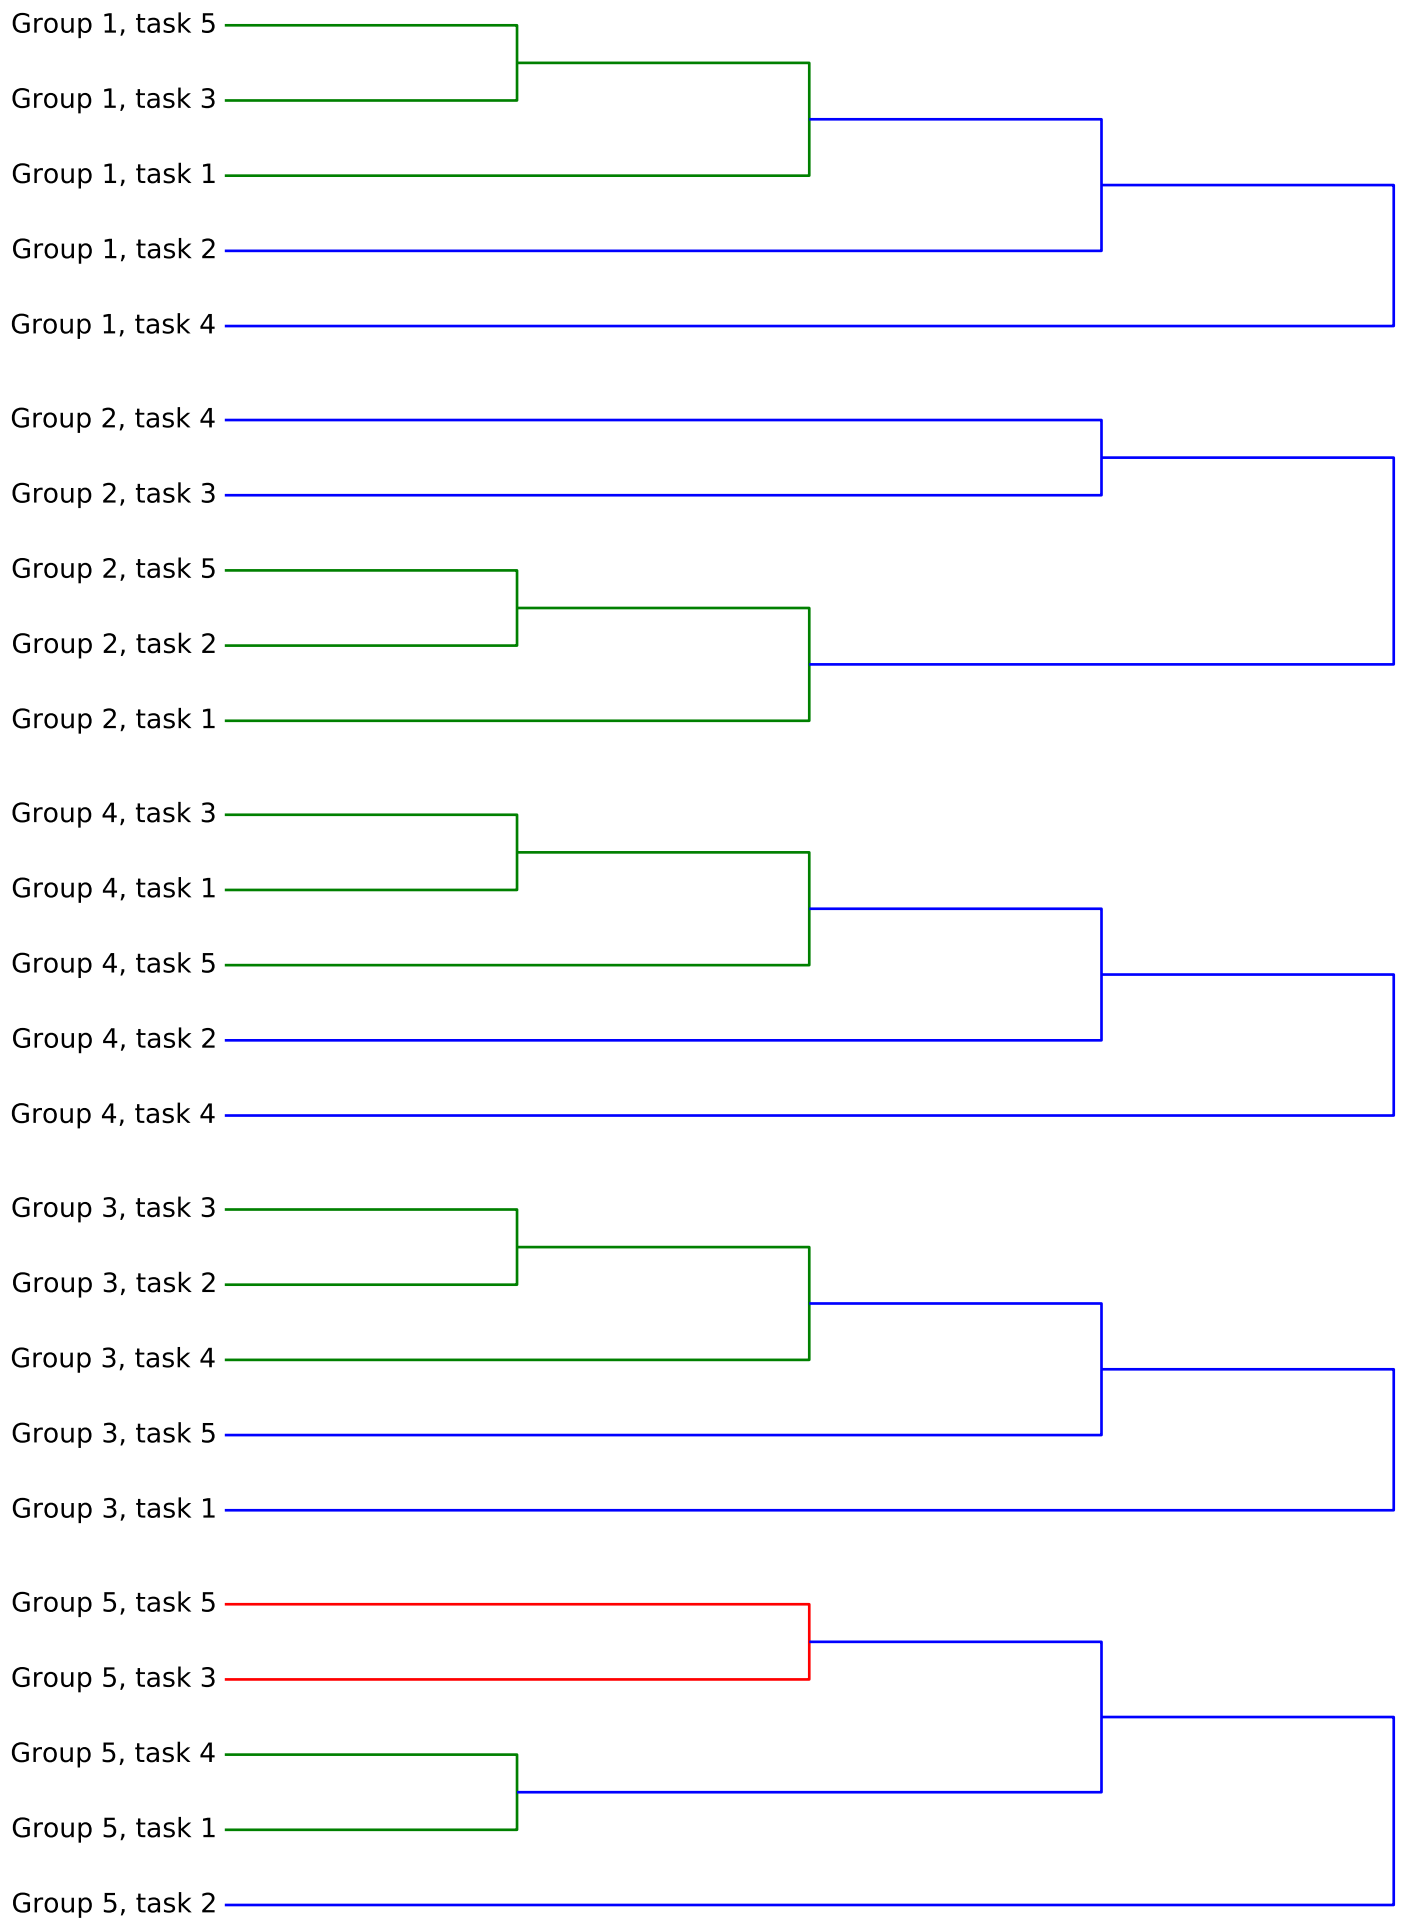 Group 1, task 5
Group 1, task 3
Group 1, task 1
Group 1, task 2
Group 1, task 4
Group 2, task 4
Group 2, task 3
Group 2, task 5
Group 2, task 2
Group 2, task 1
Group 4, task 3
Group 4, task 1
Group 4, task 5
Group 4, task 2
Group 4, task 4
Group 3, task 3
Group 3, task 2
Group 3, task 4
Group 3, task 5
Group 3, task 1
Group 5, task 5
Group 5, task 3
Group 5, task 4
Group 5, task 1
Group 5, task 2